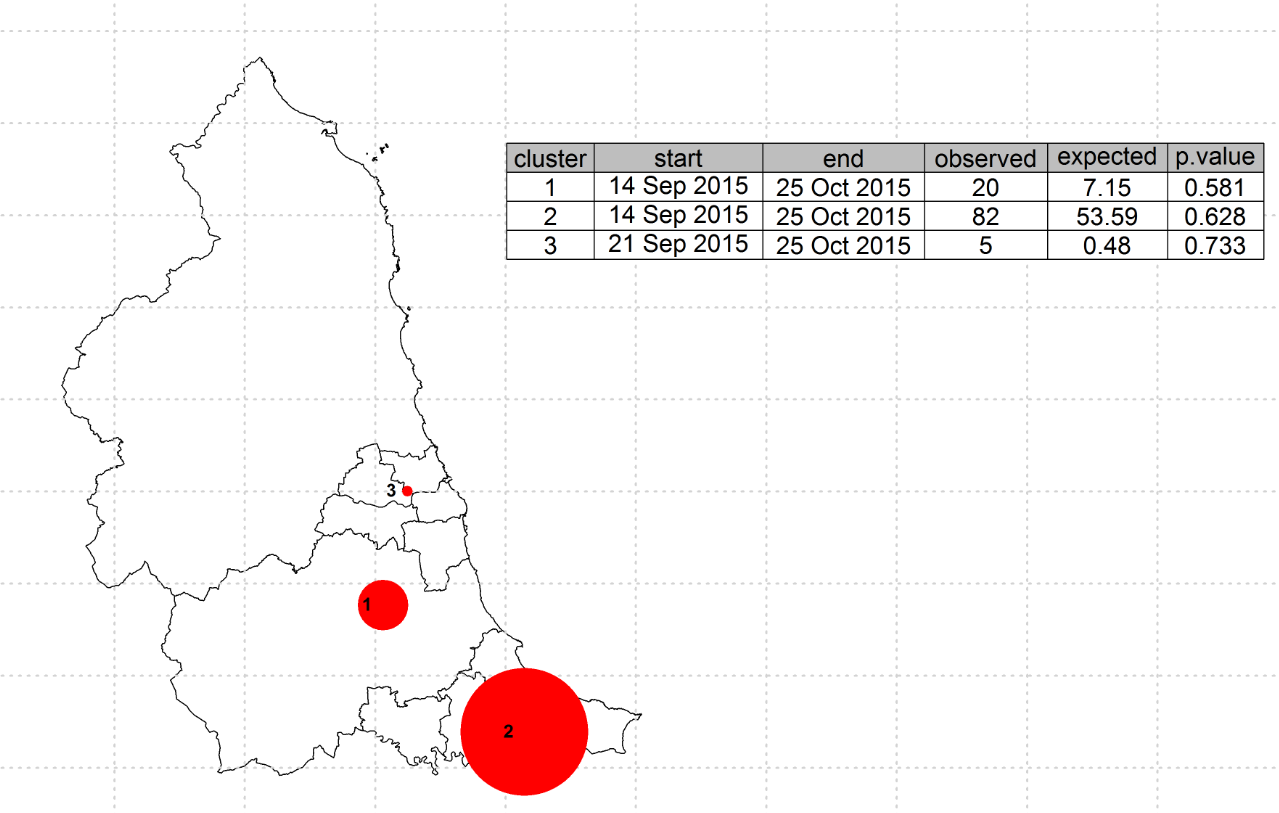 cluster start end observed expected p.value
1 14 Sep 2015 25 Oct 2015 20 7.15 0.581
2 14 Sep 2015 25 Oct 2015 82 53.59 0.628
3 21 Sep 2015 25 Oct 2015 5 0.48 0.733
3
1
2